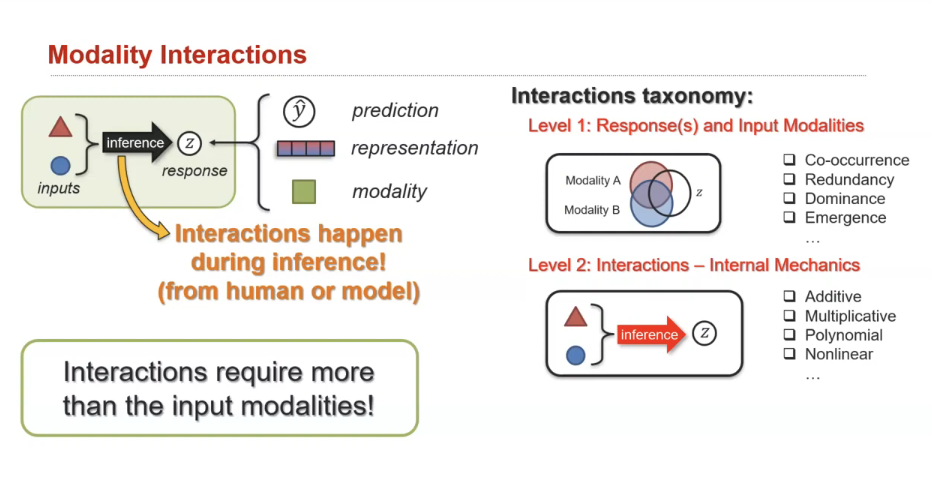 Modality Interactions
inference
z
inputs
response
ŷ
prediction
representation
modality
Interactions happen
during inference!
(from human or model)
Interactions require more
than the input modalities!
Interactions taxonomy:
Level 1: Response(s) and Input Modalities
Modality A
Modality B
z
Co-occurrence
Redundancy
Dominance
Emergence
…
Level 2: Interactions – Internal Mechanics
inference
z
Additive
Multiplicative
Polynomial
Nonlinear
…